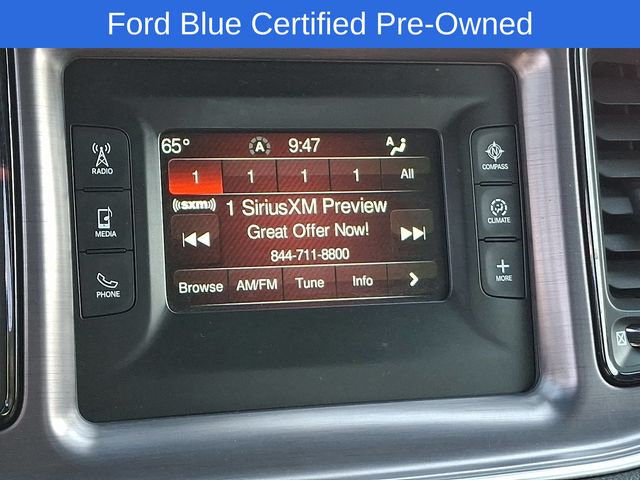 Ford Blue Certified Pre-Owned
65° A 9:47 A
1 1 1 1 All
((sxm)) 1 SiriusXM Preview
Great Offer Now!
844-711-8800
Browse AM/FM Tune Info
RADIO
MEDIA
PHONE
N
COMPASS
CLIMATE
MORE